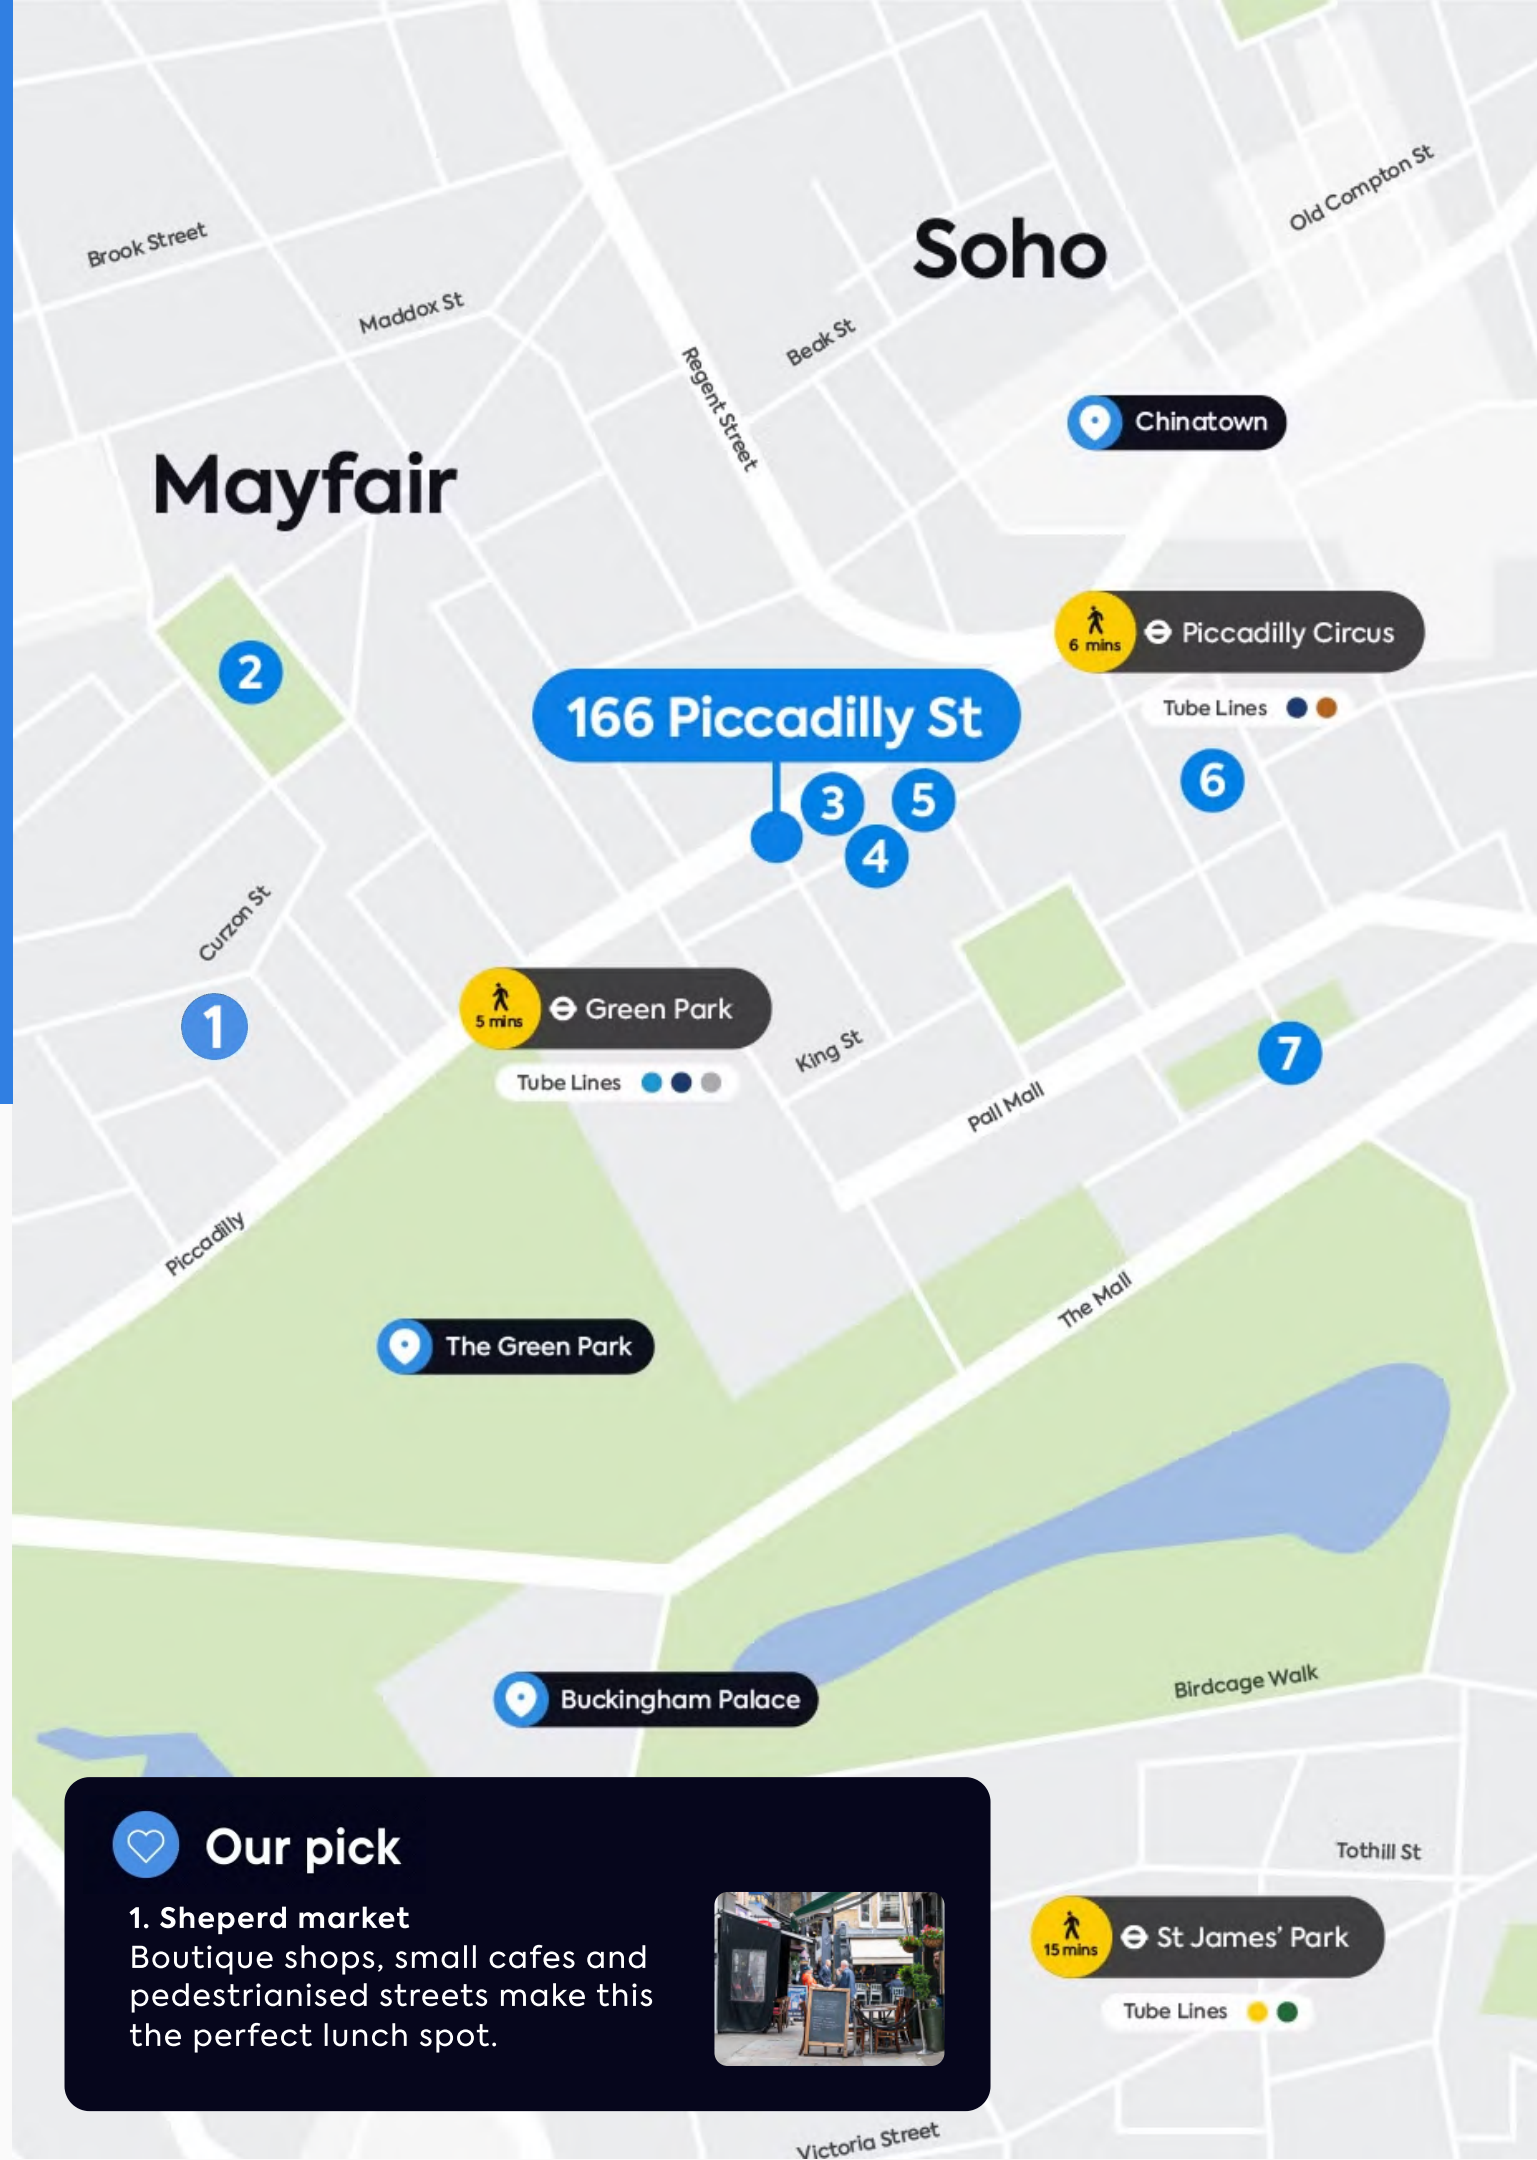 Old Compton St
Brook Street
Soho
Maddox St
Beak St
Regent Street
Chinatown
Mayfair
6 mins
Piccadilly Circus
Tube Lines
2
166 Piccadilly St
3
5
6
4
Curzon St
1
5 mins
Green Park
Tube Lines
King St
7
Pall Mall
Piccadilly
The Mall
The Green Park
Birdcage Walk
Buckingham Palace
Our pick
1. Sheperd market
Boutique shops, small cafes and
pedestrianised streets make this
the perfect lunch spot.
Tothill St
15 mins
St James’ Park
Tube Lines
Victoria Street